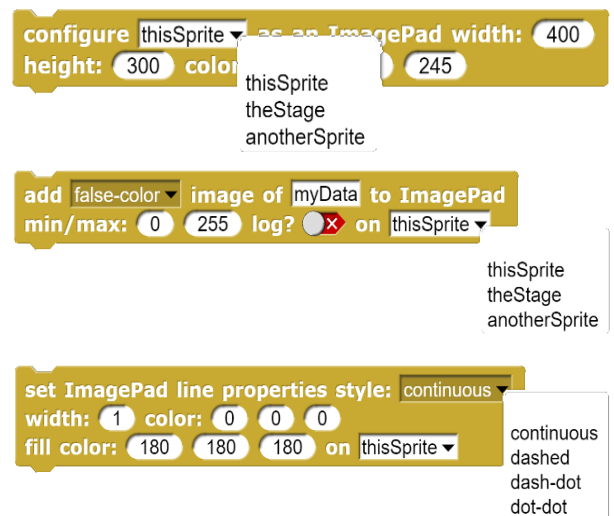 configure thisSprite as an ImagePad width: 400
height: 300 color 245
thisSprite
theStage
anotherSprite
add false-color image of myData to ImagePad
min/max: 0 255 log? on thisSprite
thisSprite
theStage
anotherSprite
set ImagePad line properties style: continuous
width: 1 color: 0 0 0
fill color: 180 180 180 on thisSprite
continuous
dashed
dash-dot
dot-dot